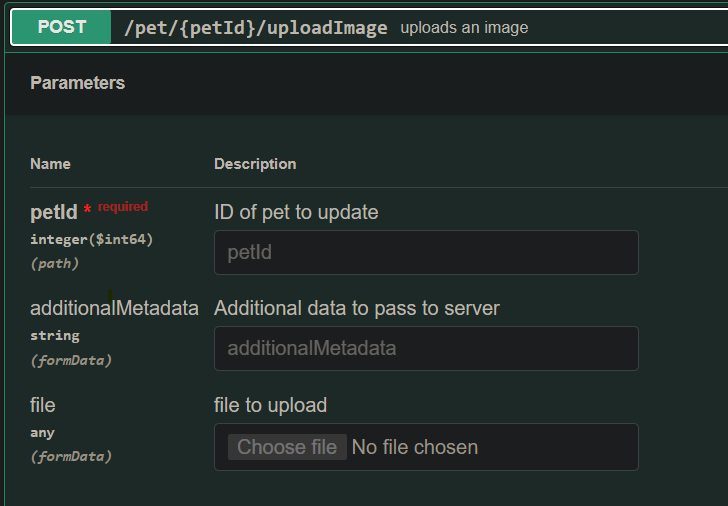 POST /pet/{petId}/uploadImage uploads an image
Parameters
Name Description
petId * required ID of pet to update
integer($int64)
(path)
petId
additionalMetadata Additional data to pass to server
string
(formData)
additionalMetadata
file file to upload
any
(formData)
Choose file No file chosen